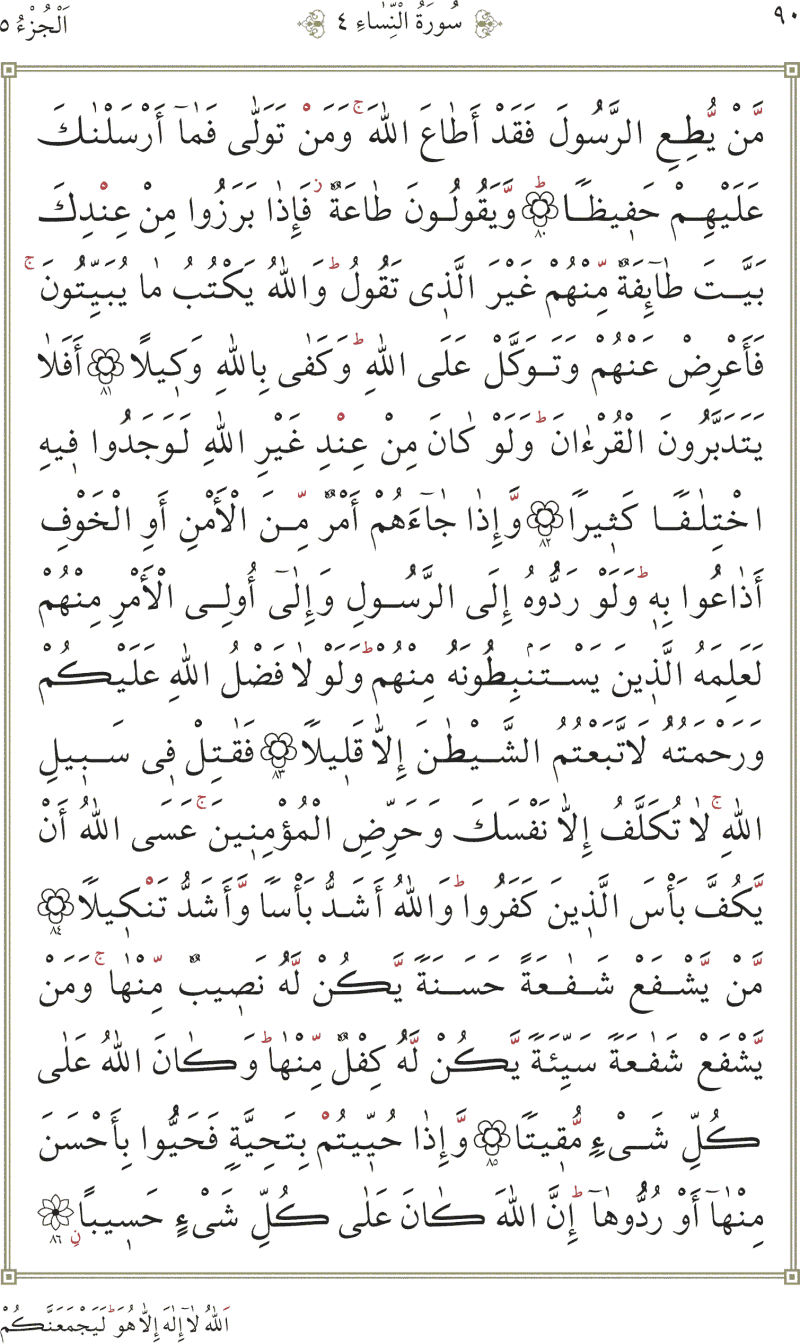 ٩٠ سُورَةُ الْنِّسَاءِ ٤ اَلْجُزْءُ ٥
مَّنْ يُّطِعِ الرَّسُولَ فَقَدْ أَطَاعَ اللّٰهَ ۚ وَمَنْ تَوَلّٰى فَمَآ أَرْسَلْنٰكَ
عَلَيْهِمْ حَفِيظًا ؕ ٨٠ وَّيَقُولُونَ طَاعَةٌ ؗ فَإِذَا بَرَزُوا مِنْ عِنْدِكَ
بَيَّتَ طَآئِفَةٌ مِّنْهُمْ غَيْرَ الَّذِى تَقُولُ ؕ وَاللّٰهُ يَكْتُبُ مَا يُبَيِّتُونَ ۚ
فَأَعْرِضْ عَنْهُمْ وَتَوَكَّلْ عَلَى اللّٰهِ ؕ وَكَفٰى بِاللّٰهِ وَكِيلًا ٨١ أَفَلَا
يَتَدَبَّرُونَ الْقُرْءَانَ ؕ وَلَوْ كَانَ مِنْ عِنْدِ غَيْرِ اللّٰهِ لَوَجَدُوا فِيهِ
اخْتِلٰفًا كَثِيرًا ٨٢ وَّإِذَا جَآءَهُمْ أَمْرٌ مِّنَ الْأَمْنِ أَوِ الْخَوْفِ
أَذَاعُوا بِهٖ ؕ وَلَوْ رَدُّوهُ إِلَى الرَّسُولِ وَإِلٰٓى أُولِى الْأَمْرِ مِنْهُمْ
لَعَلِمَهُ الَّذِينَ يَسْتَنْۢبِطُونَهُ مِنْهُمْ ؕ وَلَوْ لَا فَضْلُ اللّٰهِ عَلَيْكُمْ
وَرَحْمَتُهُ لَاتَّبَعْتُمُ الشَّيْطٰنَ إِلَّا قَلِيلًا ٨٣ فَقٰتِلْ فِى سَبِيلِ
اللّٰهِ ۚ لَا تُكَلَّفُ إِلَّا نَفْسَكَ وَحَرِّضِ الْمُؤْمِنِينَ ۚ عَسَى اللّٰهُ أَنْ
يَّكُفَّ بَأْسَ الَّذِينَ كَفَرُوا ؕ وَاللّٰهُ أَشَدُّ بَأْسًا وَّأَشَدُّ تَنْكِيلًا ٨٤
مَّنْ يَّشْفَعْ شَفٰعَةً حَسَنَةً يَّكُنْ لَّهُ نَصِيبٌ مِّنْهَا ۚ وَمَنْ
يَّشْفَعْ شَفٰعَةً سَيِّئَةً يَّكُنْ لَّهُ كِفْلٌ مِّنْهَا ؕ وَكَانَ اللّٰهُ عَلٰى
كُلِّ شَىْءٍ مُّقِيتًا ٨٥ وَّإِذَا حُيِّيتُمْ بِتَحِيَّةٍ فَحَيُّوا بِأَحْسَنَ
مِنْهَآ أَوْ رُدُّوهَآ ؕ إِنَّ اللّٰهَ كَانَ عَلٰى كُلِّ شَىْءٍ حَسِيبًا نِ ٨٦
اَللّٰهُ لَآ إِلٰهَ إِلَّا هُوَ ؕ لَيَجْمَعَنَّكُمْ